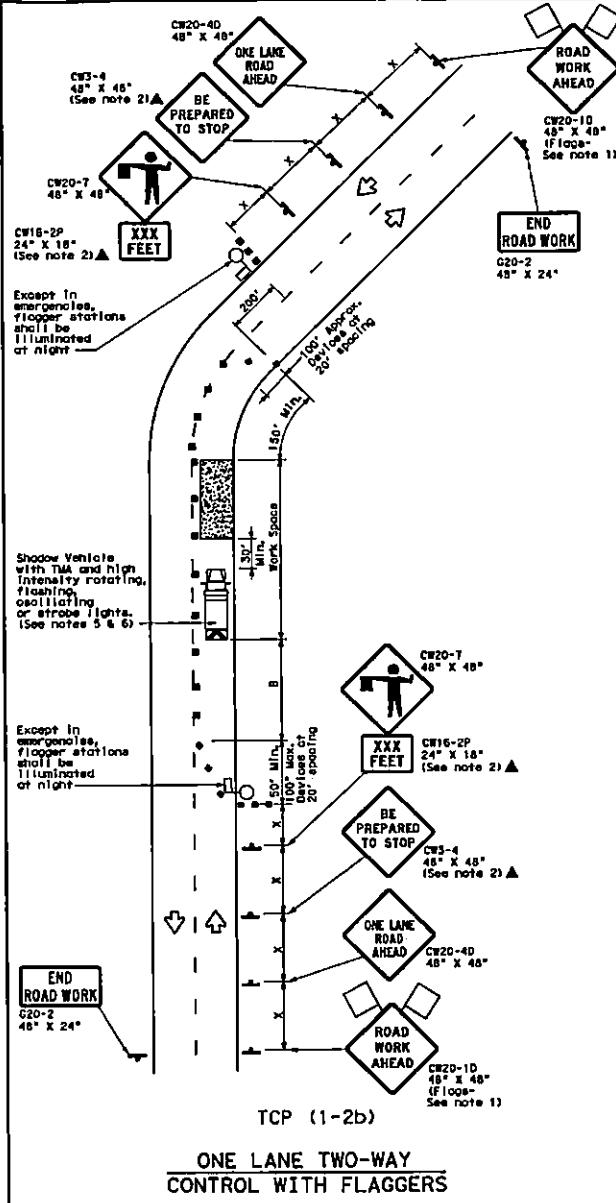 CW20-4D
48" X 48"
ONE LANE
ROAD
AHEAD
CW3-4
48" X 48"
(See note 2)▲
BE
PREPARED
TO STOP
ROAD
WORK
AHEAD
CW20-1D
48" X 48"
(Flags-
See note 1)
CW20-7
48" X 48"
XXX
FEET
CW16-2P
24" X 18"
(See note 2)▲
X
X
X
X
END
ROAD WORK
G20-2
48" X 24"
Except in
emergencies,
flagger stations
shall be
illuminated
at night
200'
100' Approx.
Devices at
20' spacing
150' Min.
Work Space
30'
Min.
Shadow Vehicle
with TMA and high
intensity rotating,
flashing,
oscillating
or strobe lights.
(See notes 5 & 6)
B
CW20-7
48" X 48"
XXX
FEET
CW16-2P
24" X 18"
(See note 2)▲
Except in
emergencies,
flagger stations
shall be
illuminated
at night
50' Min.
100' Max.
Devices at
20' spacing
X
BE
PREPARED
TO STOP
CW3-4
48" X 48"
(See note 2)▲
X
ONE LANE
ROAD
AHEAD
CW20-4D
48" X 48"
X
END
ROAD WORK
G20-2
48" X 24"
X
ROAD
WORK
AHEAD
CW20-1D
48" X 48"
(Flags-
See note 1)
TCP (1-2b)
ONE LANE TWO-WAY
CONTROL WITH FLAGGERS